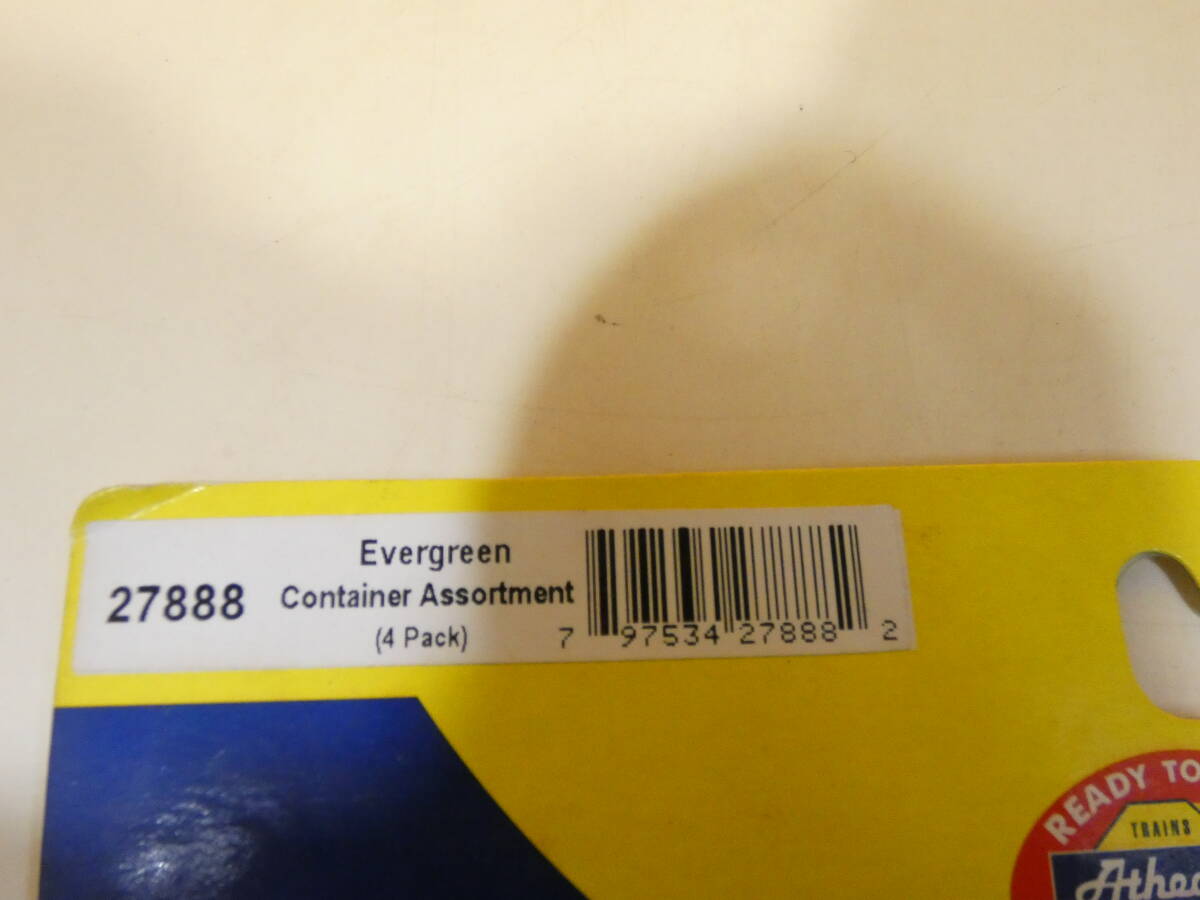 Evergreen
27888 Container Assortment
(4 Pack)
7 97534 27888 2
READY TO
TRAINS